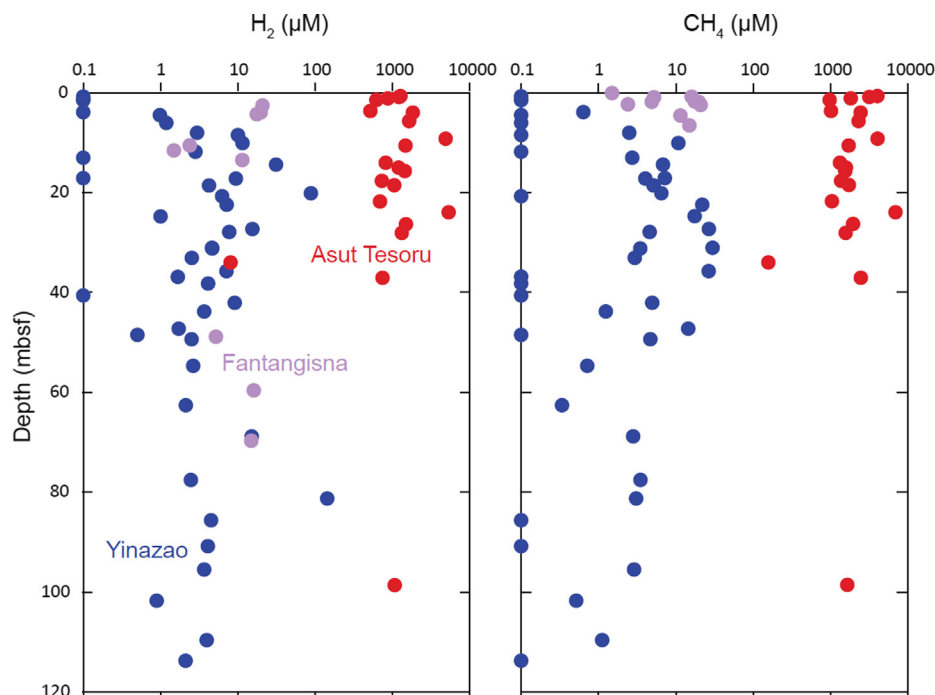 H₂ (µM) CH₄ (µM)
0.1 1 10 100 1000 10000 0.1 1 10 100 1000 10000
0
20
Asut Tesoru
40
Fantangisna
60
Depth (mbsf)
80
Yinazao
100
120